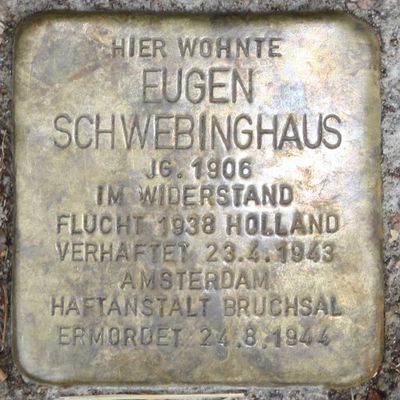 HIER WOHNTE
EUGEN
SCHWEBINGHAUS
JG. 1906
IM WIDERSTAND
FLUCHT 1938 HOLLAND
VERHAFTET 23.4.1943
AMSTERDAM
HAFTANSTALT BRUCHSAL
ERMORDET 24.8.1944